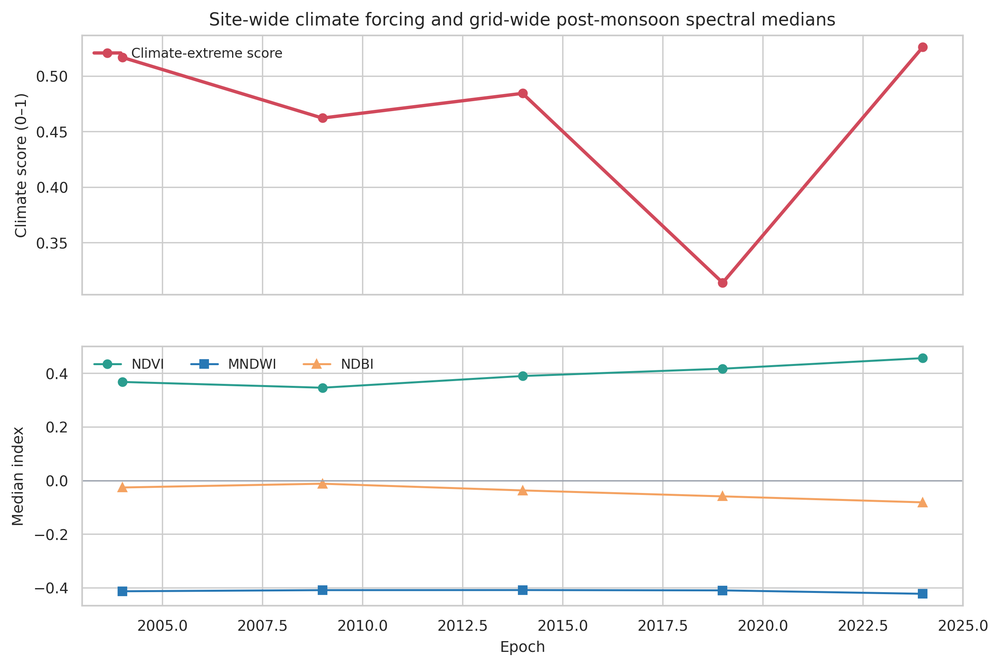 Site-wide climate forcing and grid-wide post-monsoon spectral medians
Climate-extreme score
Climate score (0–1)
0.50
0.45
0.40
0.35
NDVI MNDWI NDBI
Median index
0.4
0.2
0.0
−0.2
−0.4
2005.0 2007.5 2010.0 2012.5 2015.0 2017.5 2020.0 2022.5 2025.0
Epoch